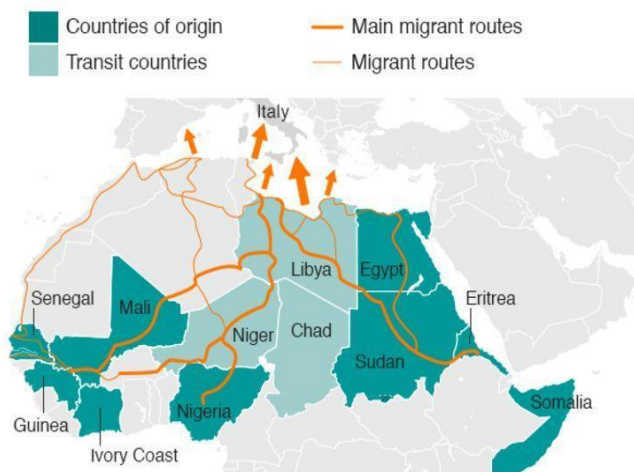 Countries of origin
Main migrant routes
Transit countries
Migrant routes
Italy
Libya
Egypt
Eritrea
Senegal
Mali
Niger
Chad
Sudan
Nigeria
Somalia
Guinea
Ivory Coast